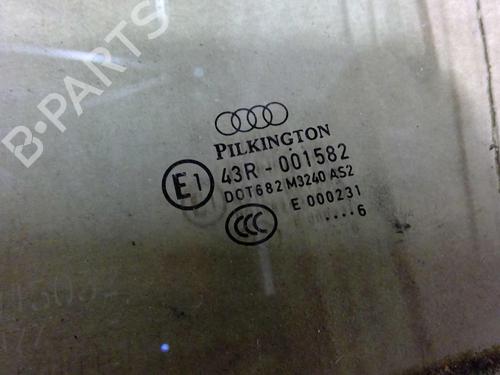 B-PARTS
PILKINGTON
E1
43R - 001582
DOT682 M3240 AS2
CCC
E 000231
....6